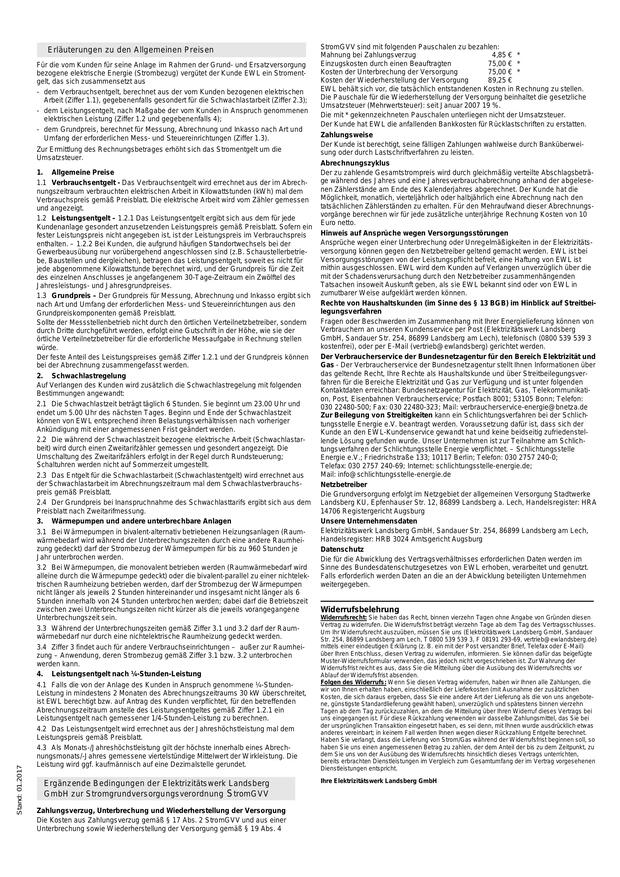 Erläuterungen zu den Allgemeinen Preisen
Für die vom Kunden für seine Anlage im Rahmen der Grund- und Ersatzversorgung
bezogene elektrische Energie (Strombezug) vergütet der Kunde EWL ein Stroment-
gelt, das sich zusammensetzt aus
- dem Verbrauchsentgelt, berechnet aus der vom Kunden bezogenen elektrischen
Arbeit (Ziffer 1.1), gegebenenfalls gesondert für die Schwachlastarbeit (Ziffer 2.3);
- dem Leistungsentgelt, nach Maßgabe der vom Kunden in Anspruch genommenen
elektrischen Leistung (Ziffer 1.2 und gegebenenfalls 4);
- dem Grundpreis, berechnet für Messung, Abrechnung und Inkasso nach Art und
Umfang der erforderlichen Mess- und Steuereinrichtungen (Ziffer 1.3).
Zur Ermittlung des Rechnungsbetrages erhöht sich das Stromentgelt um die
Umsatzsteuer.
1. Allgemeine Preise
1.1 Verbrauchsentgelt - Das Verbrauchsentgelt wird errechnet aus der im Abrech-
nungszeitraum verbrauchten elektrischen Arbeit in Kilowattstunden (kWh) mal dem
Verbrauchspreis gemäß Preisblatt. Die elektrische Arbeit wird vom Zähler gemessen
und angezeigt.
1.2 Leistungsentgelt – 1.2.1 Das Leistungsentgelt ergibt sich aus dem für jede
Kundenanlage gesondert anzusetzenden Leistungspreis gemäß Preisblatt. Sofern ein
fester Leistungspreis nicht angegeben ist, ist der Leistungspreis im Verbrauchspreis
enthalten. – 1.2.2 Bei Kunden, die aufgrund häufigen Standortwechsels bei der
Gewerbeausübung nur vorübergehend angeschlossen sind (z.B. Schaustellerbetrie-
be, Baustellen und dergleichen), betragen das Leistungsentgelt, soweit es nicht für
jede abgenommene Kilowattstunde berechnet wird, und der Grundpreis für die Zeit
des einzelnen Anschlusses je angefangenem 30-Tage-Zeitraum ein Zwölftel des
Jahresleistungs- und Jahresgrundpreises.
1.3 Grundpreis – Der Grundpreis für Messung, Abrechnung und Inkasso ergibt sich
nach Art und Umfang der erforderlichen Mess- und Steuereinrichtungen aus den
Grundpreiskomponenten gemäß Preisblatt.
Sollte der Messstellenbetrieb nicht durch den örtlichen Verteilnetzbetreiber, sondern
durch Dritte durchgeführt werden, erfolgt eine Gutschrift in der Höhe, wie sie der
örtliche Verteilnetzbetreiber für die erforderliche Messaufgabe in Rechnung stellen
würde.
Der feste Anteil des Leistungspreises gemäß Ziffer 1.2.1 und der Grundpreis können
bei der Abrechnung zusammengefasst werden.
2. Schwachlastregelung
Auf Verlangen des Kunden wird zusätzlich die Schwachlastregelung mit folgenden
Bestimmungen angewandt:
2.1 Die Schwachlastzeit beträgt täglich 6 Stunden. Sie beginnt um 23.00 Uhr und
endet um 5.00 Uhr des nächsten Tages. Beginn und Ende der Schwachlastzeit
können von EWL entsprechend ihren Belastungsverhältnissen nach vorheriger
Ankündigung mit einer angemessenen Frist geändert werden.
2.2 Die während der Schwachlastzeit bezogene elektrische Arbeit (Schwachlastar-
beit) wird durch einen Zweitarifzähler gemessen und gesondert angezeigt. Die
Umschaltung des Zweitarifzählers erfolgt in der Regel durch Rundsteuerung;
Schaltuhren werden nicht auf Sommerzeit umgestellt.
2.3 Das Entgelt für die Schwachlastarbeit (Schwachlastentgelt) wird errechnet aus
der Schwachlastarbeit im Abrechnungszeitraum mal dem Schwachlastverbrauchs-
preis gemäß Preisblatt.
2.4 Der Grundpreis bei Inanspruchnahme des Schwachlasttarifs ergibt sich aus dem
Preisblatt nach Zweitarifmessung.
3. Wärmepumpen und andere unterbrechbare Anlagen
3.1 Bei Wärmepumpen in bivalent-alternativ betriebenen Heizungsanlagen (Raum-
wärmebedarf wird während der Unterbrechungszeiten durch eine andere Raumhei-
zung gedeckt) darf der Strombezug der Wärmepumpen für bis zu 960 Stunden je
Jahr unterbrochen werden.
3.2 Bei Wärmepumpen, die monovalent betrieben werden (Raumwärmebedarf wird
alleine durch die Wärmepumpe gedeckt) oder die bivalent-parallel zu einer nichtelek-
trischen Raumheizung betrieben werden, darf der Strombezug der Wärmepumpen
nicht länger als jeweils 2 Stunden hintereinander und insgesamt nicht länger als 6
Stunden innerhalb von 24 Stunden unterbrochen werden; dabei darf die Betriebszeit
zwischen zwei Unterbrechungszeiten nicht kürzer als die jeweils vorangegangene
Unterbrechungszeit sein.
3.3 Während der Unterbrechungszeiten gemäß Ziffer 3.1 und 3.2 darf der Raum-
wärmebedarf nur durch eine nichtelektrische Raumheizung gedeckt werden.
3.4 Ziffer 3 findet auch für andere Verbrauchseinrichtungen – außer zur Raumhei-
zung – Anwendung, deren Strombezug gemäß Ziffer 3.1 bzw. 3.2 unterbrochen
werden kann.
4. Leistungsentgelt nach ¼-Stunden-Leistung
4.1 Falls die von der Anlage des Kunden in Anspruch genommene ¼-Stunden-
Leistung in mindestens 2 Monaten des Abrechnungszeitraums 30 kW überschreitet,
ist EWL berechtigt bzw. auf Antrag des Kunden verpflichtet, für den betreffenden
Abrechnungszeitraum anstelle des Leistungsentgeltes gemäß Ziffer 1.2.1 ein
Leistungsentgelt nach gemessener 1/4-Stunden-Leistung zu berechnen.
4.2 Das Leistungsentgelt wird errechnet aus der Jahreshöchstleistung mal dem
Leistungspreis gemäß Preisblatt.
4.3 Als Monats-/Jahreshöchstleistung gilt der höchste innerhalb eines Abrech-
nungsmonats/-jahres gemessene viertelstündige Mittelwert der Wirkleistung. Die
Leistung wird ggf. kaufmännisch auf eine Dezimalstelle gerundet.
Ergänzende Bedingungen der Elektrizitätswerk Landsberg
GmbH zur Stromgrundversorgungsverordnung StromGVV
Zahlungsverzug, Unterbrechung und Wiederherstellung der Versorgung
Die Kosten aus Zahlungsverzug gemäß § 17 Abs. 2 StromGVV und aus einer
Unterbrechung sowie Wiederherstellung der Versorgung gemäß § 19 Abs. 4
Stand: 01.2017
StromGVV sind mit folgenden Pauschalen zu bezahlen:
Mahnung bei Zahlungsverzug 4,85 € *
Einzugskosten durch einen Beauftragten 75,00 € *
Kosten der Unterbrechung der Versorgung 75,00 € *
Kosten der Wiederherstellung der Versorgung 89,25 €
EWL behält sich vor, die tatsächlich entstandenen Kosten in Rechnung zu stellen.
Die Pauschale für die Wiederherstellung der Versorgung beinhaltet die gesetzliche
Umsatzsteuer (Mehrwertsteuer): seit Januar 2007 19 %.
Die mit * gekennzeichneten Pauschalen unterliegen nicht der Umsatzsteuer.
Der Kunde hat EWL die anfallenden Bankkosten für Rücklastschriften zu erstatten.
Zahlungsweise
Der Kunde ist berechtigt, seine fälligen Zahlungen wahlweise durch Banküberwei-
sung oder durch Lastschriftverfahren zu leisten.
Abrechnungszyklus
Der zu zahlende Gesamtstrompreis wird durch gleichmäßig verteilte Abschlagsbeträ-
ge während des Jahres und eine Jahresverbrauchabrechnung anhand der abgelese-
nen Zählerstände am Ende des Kalenderjahres abgerechnet. Der Kunde hat die
Möglichkeit, monatlich, vierteljährlich oder halbjährlich eine Abrechnung nach den
tatsächlichen Zählerständen zu erhalten. Für den Mehraufwand dieser Abrechnungs-
vorgänge berechnen wir für jede zusätzliche unterjährige Rechnung Kosten von 10
Euro netto.
Hinweis auf Ansprüche wegen Versorgungsstörungen
Ansprüche wegen einer Unterbrechung oder Unregelmäßigkeiten in der Elektrizitäts-
versorgung können gegen den Netzbetreiber geltend gemacht werden. EWL ist bei
Versorgungsstörungen von der Leistungspflicht befreit, eine Haftung von EWL ist
mithin ausgeschlossen. EWL wird dem Kunden auf Verlangen unverzüglich über die
mit der Schadensverursachung durch den Netzbetreiber zusammenhängenden
Tatsachen insoweit Auskunft geben, als sie EWL bekannt sind oder von EWL in
zumutbarer Weise aufgeklärt werden können.
Rechte von Haushaltskunden (im Sinne des § 13 BGB) im Hinblick auf Streitbei-
legungsverfahren
Fragen oder Beschwerden im Zusammenhang mit Ihrer Energielieferung können von
Verbrauchern an unseren Kundenservice per Post (Elektrizitätswerk Landsberg
GmbH, Sandauer Str. 254, 86899 Landsberg am Lech), telefonisch (0800 539 539 3
kostenfrei), oder per E-Mail (vertrieb@ewlandsberg) gerichtet werden.
Der Verbraucherservice der Bundesnetzagentur für den Bereich Elektrizität und
Gas - Der Verbraucherservice der Bundesnetzagentur stellt Ihnen Informationen über
das geltende Recht, Ihre Rechte als Haushaltskunde und über Streitbeilegungsver-
fahren für die Bereiche Elektrizität und Gas zur Verfügung und ist unter folgenden
Kontaktdaten erreichbar: Bundesnetzagentur für Elektrizität, Gas, Telekommunikati-
on, Post, Eisenbahnen Verbraucherservice; Postfach 8001; 53105 Bonn; Telefon:
030 22480-500; Fax: 030 22480-323; Mail: verbraucherservice-energie@bnetza.de
Zur Beilegung von Streitigkeiten kann ein Schlichtungsverfahren bei der Schlich-
tungsstelle Energie e.V. beantragt werden. Voraussetzung dafür ist, dass sich der
Kunde an den EWL-Kundenservice gewandt hat und keine beidseitig zufriedenstel-
lende Lösung gefunden wurde. Unser Unternehmen ist zur Teilnahme am Schlich-
tungsverfahren der Schlichtungsstelle Energie verpflichtet. – Schlichtungsstelle
Energie e.V.; Friedrichstraße 133; 10117 Berlin; Telefon: 030 2757 240-0;
Telefax: 030 2757 240-69; Internet: schlichtungsstelle-energie.de;
Mail: info@schlichtungsstelle-energie.de
Netzbetreiber
Die Grundversorgung erfolgt im Netzgebiet der allgemeinen Versorgung Stadtwerke
Landsberg KU, Epfenhauser Str. 12, 86899 Landsberg a. Lech, Handelsregister: HRA
14706 Registergericht Augsburg
Unsere Unternehmensdaten
Elektrizitätswerk Landsberg GmbH, Sandauer Str. 254, 86899 Landsberg am Lech,
Handelsregister: HRB 3024 Amtsgericht Augsburg
Datenschutz
Die für die Abwicklung des Vertragsverhältnisses erforderlichen Daten werden im
Sinne des Bundesdatenschutzgesetzes von EWL erhoben, verarbeitet und genutzt.
Falls erforderlich werden Daten an die an der Abwicklung beteiligten Unternehmen
weitergegeben.
Widerrufsbelehrung
Widerrufsrecht: Sie haben das Recht, binnen vierzehn Tagen ohne Angabe von Gründen diesen
Vertrag zu widerrufen. Die Widerrufsfrist beträgt vierzehn Tage ab dem Tag des Vertragsschlusses.
Um Ihr Widerrufsrecht auszuüben, müssen Sie uns (Elektrizitätswerk Landsberg GmbH, Sandauer
Str. 254, 86899 Landsberg am Lech, T 0800 539 539 3, F 08191 293-69, vertrieb@ewlandsberg.de)
mittels einer eindeutigen Erklärung (z. B. ein mit der Post versandter Brief, Telefax oder E-Mail)
über Ihren Entschluss, diesen Vertrag zu widerrufen, informieren. Sie können dafür das beigefügte
Muster-Widerrufsformular verwenden, das jedoch nicht vorgeschrieben ist. Zur Wahrung der
Widerrufsfrist reicht es aus, dass Sie die Mitteilung über die Ausübung des Widerrufsrechts vor
Ablauf der Widerrufsfrist absenden.
Folgen des Widerrufs: Wenn Sie diesen Vertrag widerrufen, haben wir Ihnen alle Zahlungen, die
wir von Ihnen erhalten haben, einschließlich der Lieferkosten (mit Ausnahme der zusätzlichen
Kosten, die sich daraus ergeben, dass Sie eine andere Art der Lieferung als die von uns angebote-
ne, günstigste Standardlieferung gewählt haben), unverzüglich und spätestens binnen vierzehn
Tagen ab dem Tag zurückzuzahlen, an dem die Mitteilung über Ihren Widerruf dieses Vertrags bei
uns eingegangen ist. Für diese Rückzahlung verwenden wir dasselbe Zahlungsmittel, das Sie bei
der ursprünglichen Transaktion eingesetzt haben, es sei denn, mit Ihnen wurde ausdrücklich etwas
anderes vereinbart; in keinem Fall werden Ihnen wegen dieser Rückzahlung Entgelte berechnet.
Haben Sie verlangt, dass die Lieferung von Strom/Gas während der Widerrufsfrist beginnen soll, so
haben Sie uns einen angemessenen Betrag zu zahlen, der dem Anteil der bis zu dem Zeitpunkt, zu
dem Sie uns von der Ausübung des Widerrufsrechts hinsichtlich dieses Vertrags unterrichten,
bereits erbrachten Dienstleistungen im Vergleich zum Gesamtumfang der im Vertrag vorgesehenen
Dienstleistungen entspricht.
Ihre Elektrizitätswerk Landsberg GmbH